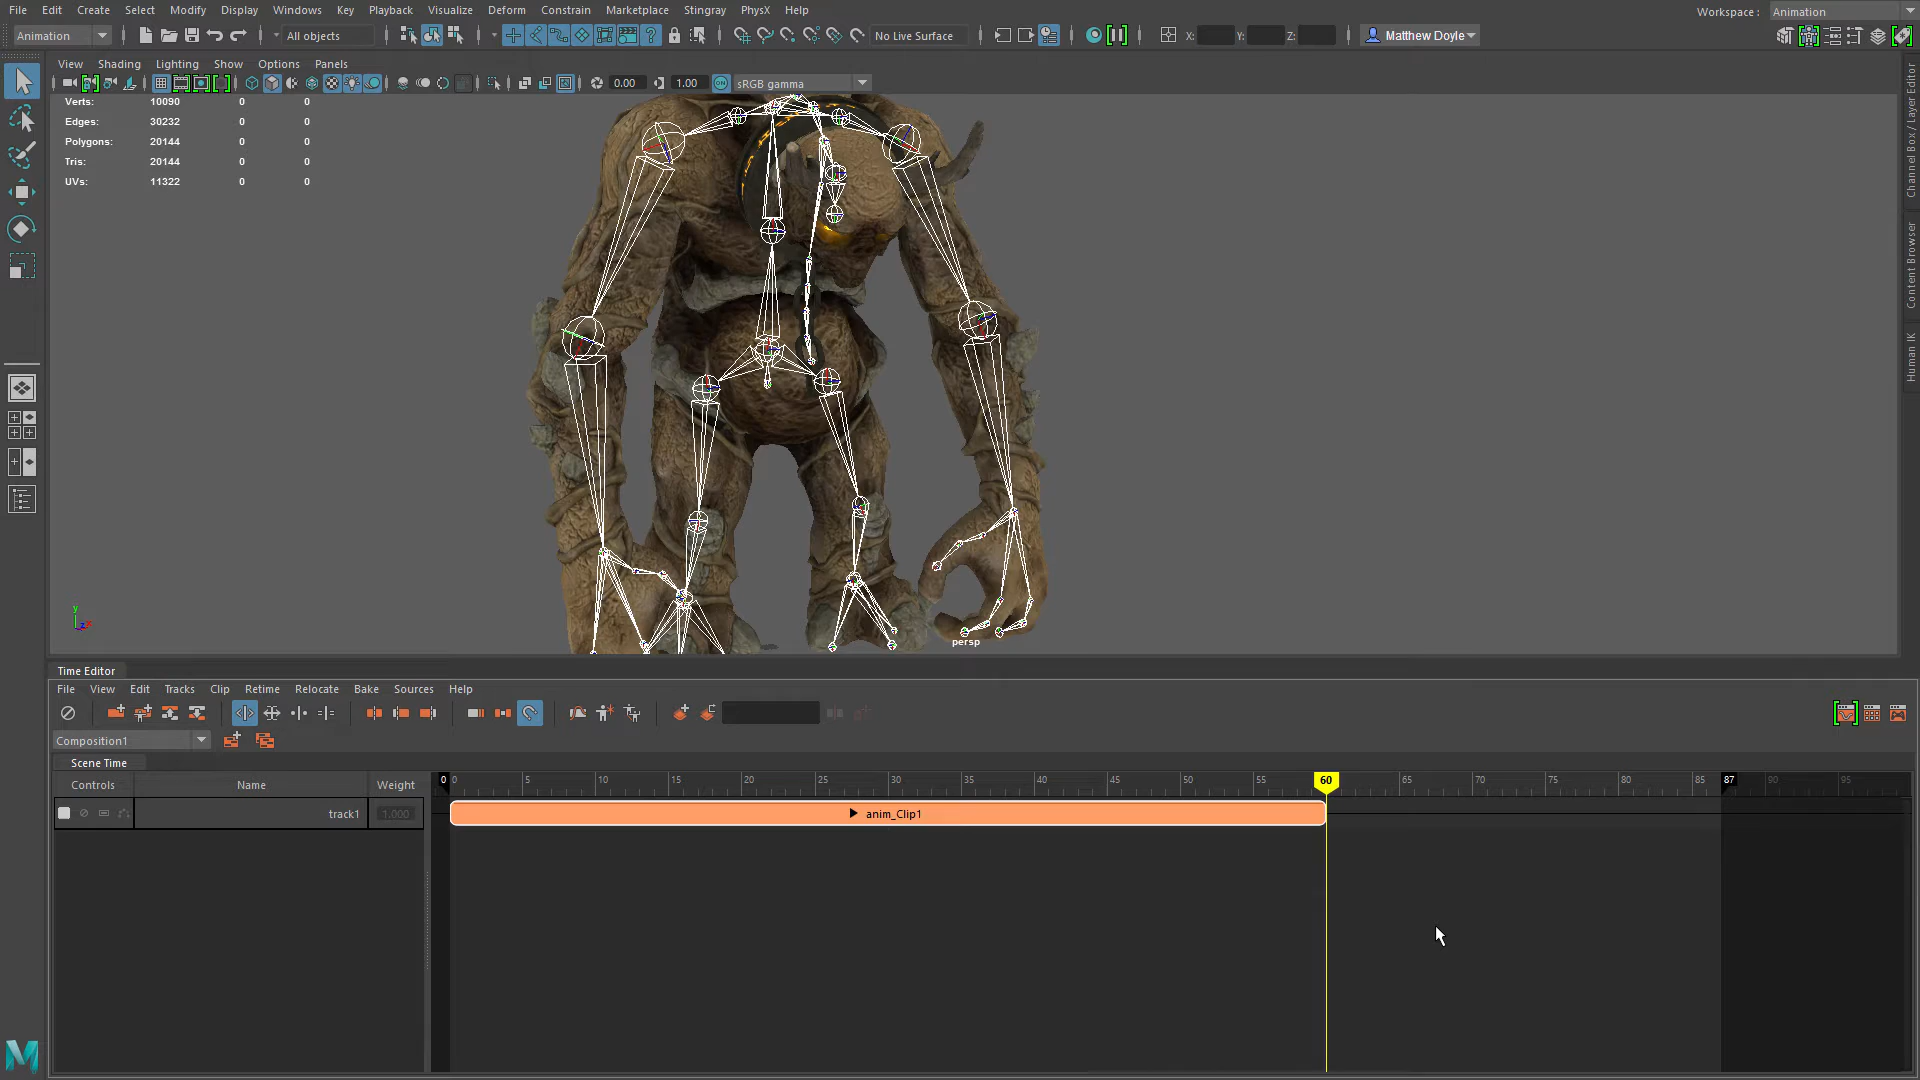 File Edit Create Select Modify Display Windows Key Playback Visualize Deform Constrain Marketplace Stingray PhysX Help
Workspace : Animation
Animation All objects No Live Surface X: Y: Z: Matthew Doyle
View Shading Lighting Show Options Panels
0.00 1.00 ON sRGB gamma
Verts: 10090 0 0
Edges: 30232 0 0
Polygons: 20144 0 0
Tris: 20144 0 0
UVs: 11322 0 0
Channel Box / Layer Editor
Content Browser
Human IK
y
persp
Time Editor
File View Edit Tracks Clip Retime Relocate Bake Sources Help
Composition1
Scene Time
Controls Name Weight
0 0 5 10 15 20 25 30 35 40 45 50 55 60 65 70 75 80 85 87 90 95
track1 1.000 anim_Clip1
M